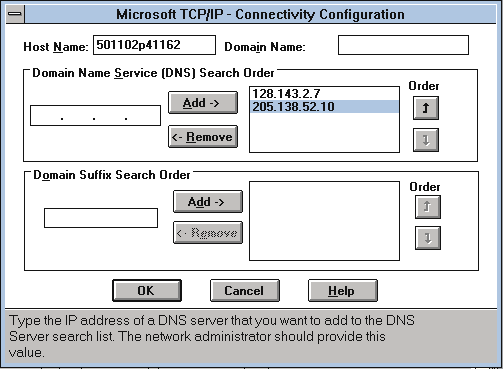 Microsoft TCP/IP - Connectivity Configuration
Host Name: 501102p41162 Domain Name:
Domain Name Service (DNS) Search Order
. . .
Add ->
<- Remove
128.143.2.7
205.138.52.10
Order
Domain Suffix Search Order
Add ->
<- Remove
Order
OK Cancel Help
Type the IP address of a DNS server that you want to add to the DNS
Server search list. The network administrator should provide this
value.